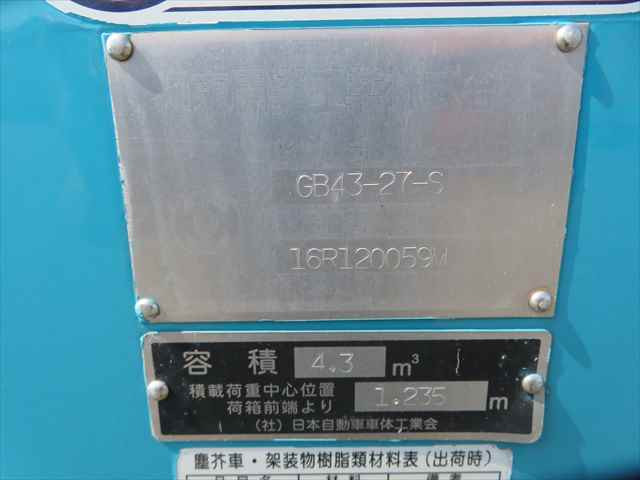 GB43-27-S
16R120059M
容積 4.3 m³
積載荷重中心位置
荷箱前端より 1.235 m
(社)日本自動車車体工業会
塵芥車・架装物樹脂類材料表(出荷時)